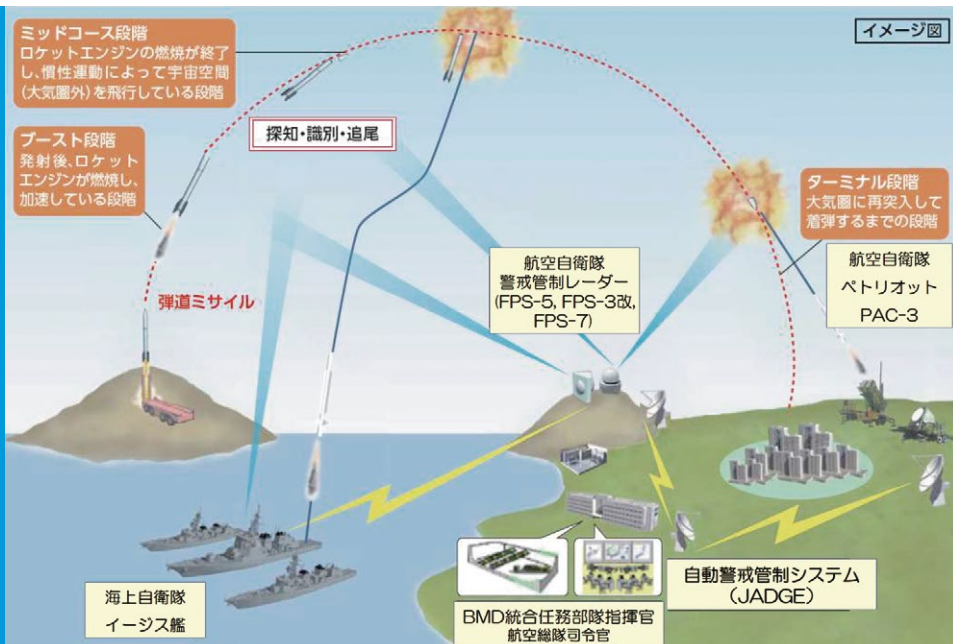 イメージ図
ミッドコース段階
ロケットエンジンの燃焼が終了
し、慣性運動によって宇宙空間
(大気圏外)を飛行している段階
探知・識別・追尾
ブースト段階
発射後、ロケット
エンジンが燃焼し、
加速している段階
ターミナル段階
大気圏に再突入して
着弾するまでの段階
航空自衛隊
警戒管制レーダー
(FPS-5, FPS-3改,
FPS-7)
航空自衛隊
ペトリオット
PAC-3
弾道ミサイル
海上自衛隊
イージス艦
自動警戒管制システム
(JADGE)
BMD統合任務部隊指揮官
航空総隊司令官